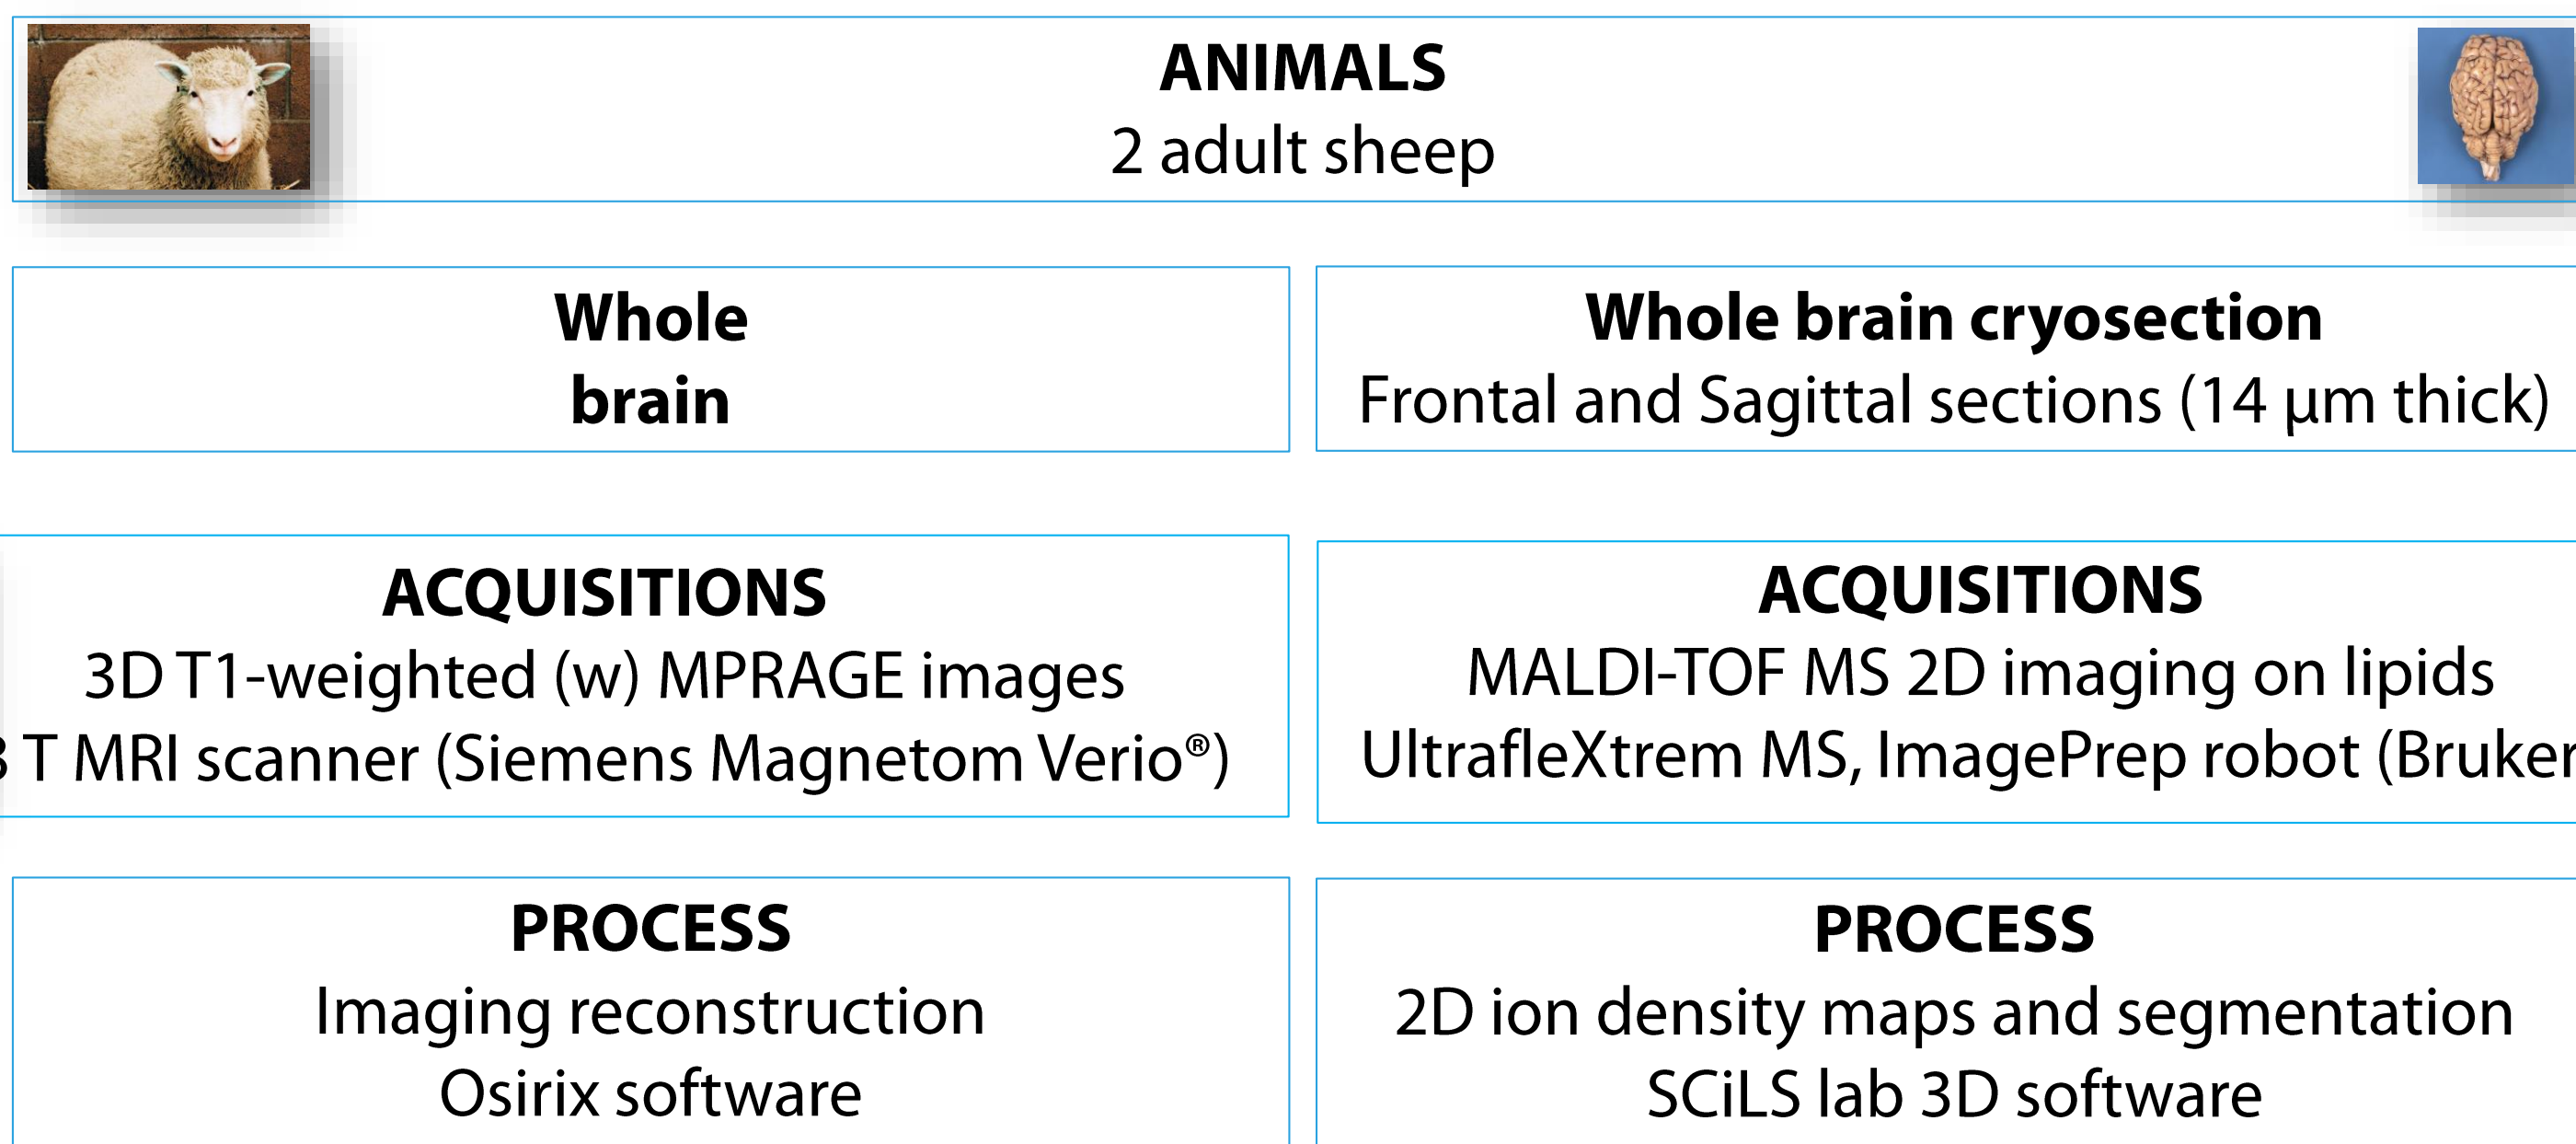 ANIMALS
2 adult sheep
Whole
brain
Whole brain cryosection
Frontal and Sagittal sections (14 µm thick)
ACQUISITIONS
3D T1-weighted (w) MPRAGE images
T MRI scanner (Siemens Magnetom Verio®)
ACQUISITIONS
MALDI-TOF MS 2D imaging on lipids
UltrafleXtrem MS, ImagePrep robot (Bruker
PROCESS
Imaging reconstruction
Osirix software
PROCESS
2D ion density maps and segmentation
SCiLS lab 3D software